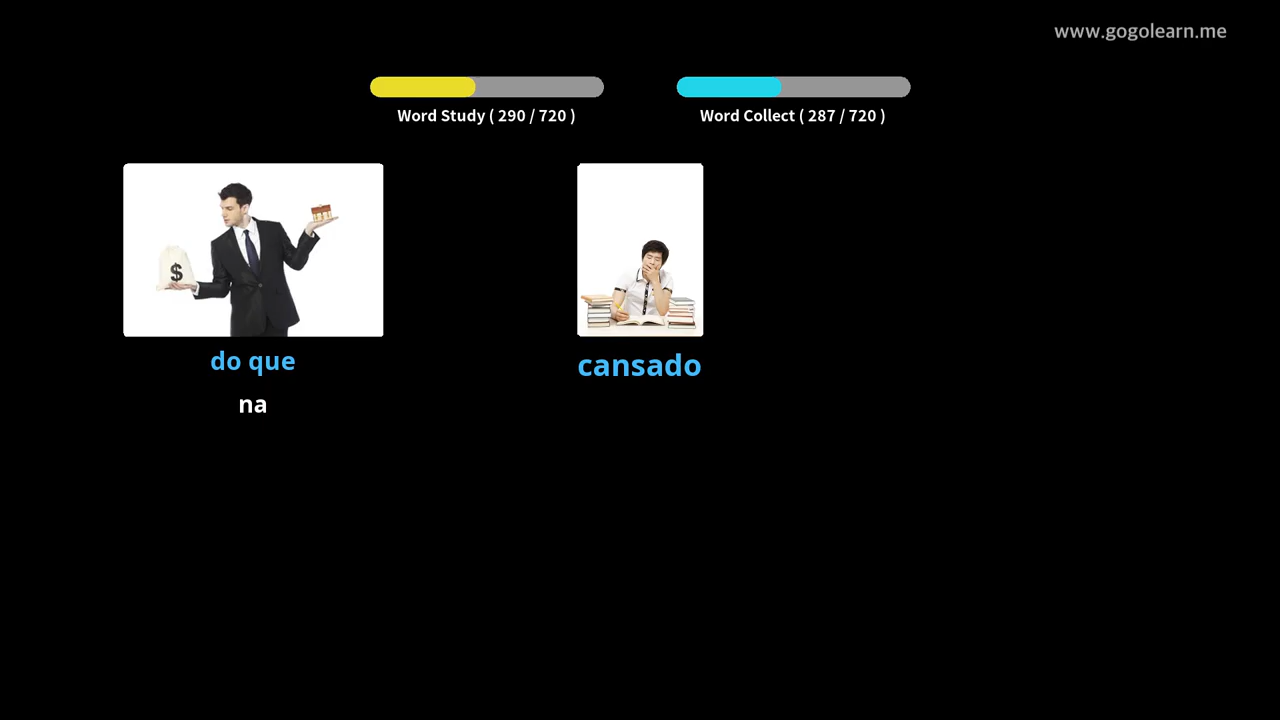 www.gogolearn.me
Word Study ( 290 / 720 )
Word Collect ( 287 / 720 )
$
do que
na
cansado